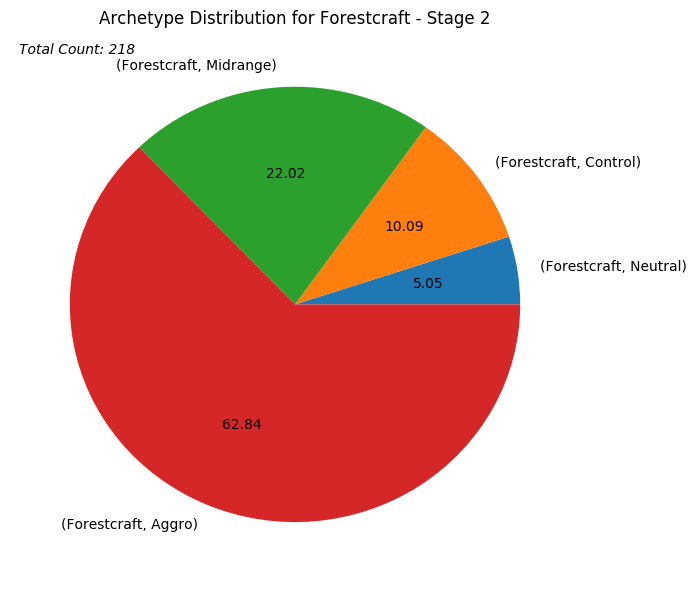 Archetype Distribution for Forestcraft - Stage 2
Total Count: 218
(Forestcraft, Midrange)
22.02
(Forestcraft, Control)
10.09
(Forestcraft, Neutral)
5.05
62.84
(Forestcraft, Aggro)